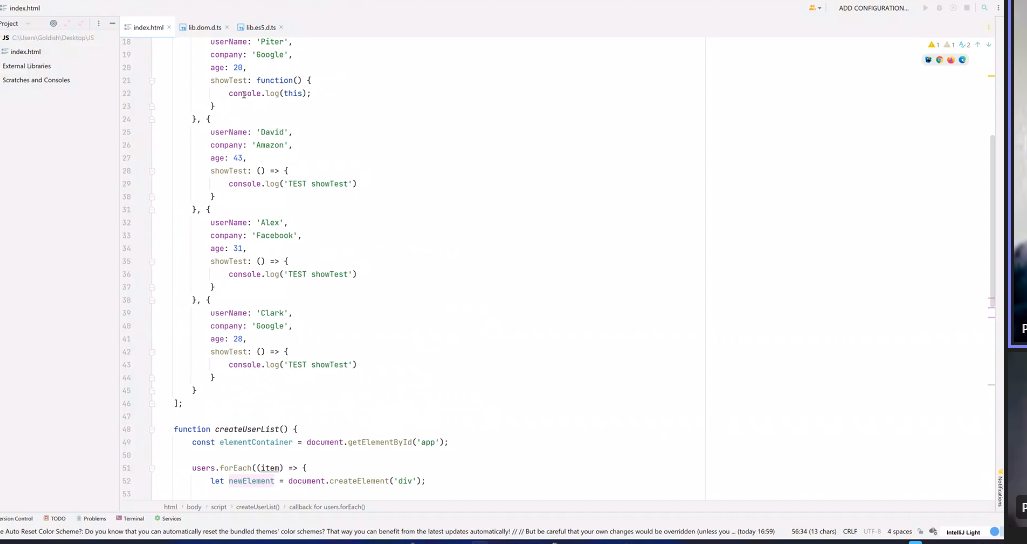 index.html
ADD CONFIGURATION...
Project
index.html
lib.dom.d.ts
lib.es5.d.ts
JS C:\Users\Goldish\Desktop\JS
index.html
External Libraries
Scratches and Consoles
1 1 2
18 userName: 'Piter',
19 company: 'Google',
20 age: 20,
21 showTest: function() {
22 console.log(this);
23 }
24 }, {
25 userName: 'David',
26 company: 'Amazon',
27 age: 43,
28 showTest: () => {
29 console.log('TEST showTest')
30 }
31 }, {
32 userName: 'Alex',
33 company: 'Facebook',
34 age: 31,
35 showTest: () => {
36 console.log('TEST showTest')
37 }
38 }, {
39 userName: 'Clark',
40 company: 'Google',
41 age: 28,
42 showTest: () => {
43 console.log('TEST showTest')
44 }
45 }
46 ];
47
48 function createUserList() {
49 const elementContainer = document.getElementById('app');
50
51 users.forEach((item) => {
52 let newElement = document.createElement('div');
53
Notifications
html body script createUserList() callback for users.forEach()
ersion Control TODO Problems Terminal Services
e Auto Reset Color Scheme?: Do you know that you can automatically reset the bundled themes' color schemes? That way you can benefit from the latest updates automatically! // // But be careful that your own changes would be overridden (unless you ... (today 16:59) 56:34 (13 chars) CRLF UTF-8 4 spaces IntelliJ Light